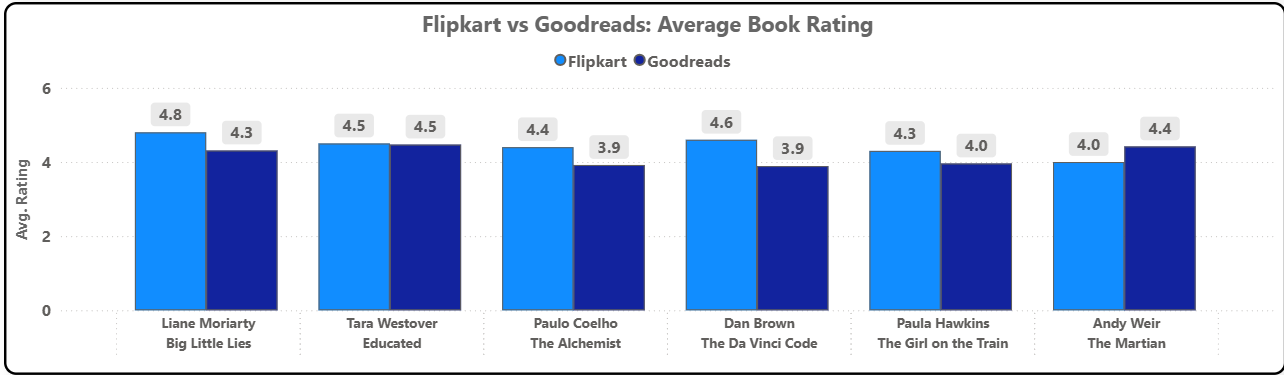 Flipkart vs Goodreads: Average Book Rating
Flipkart Goodreads
6
4
2
0
Avg. Rating
4.8 4.3 4.5 4.5 4.4 3.9 4.6 3.9 4.3 4.0 4.0 4.4
Liane Moriarty Tara Westover Paulo Coelho Dan Brown Paula Hawkins Andy Weir
Big Little Lies Educated The Alchemist The Da Vinci Code The Girl on the Train The Martian